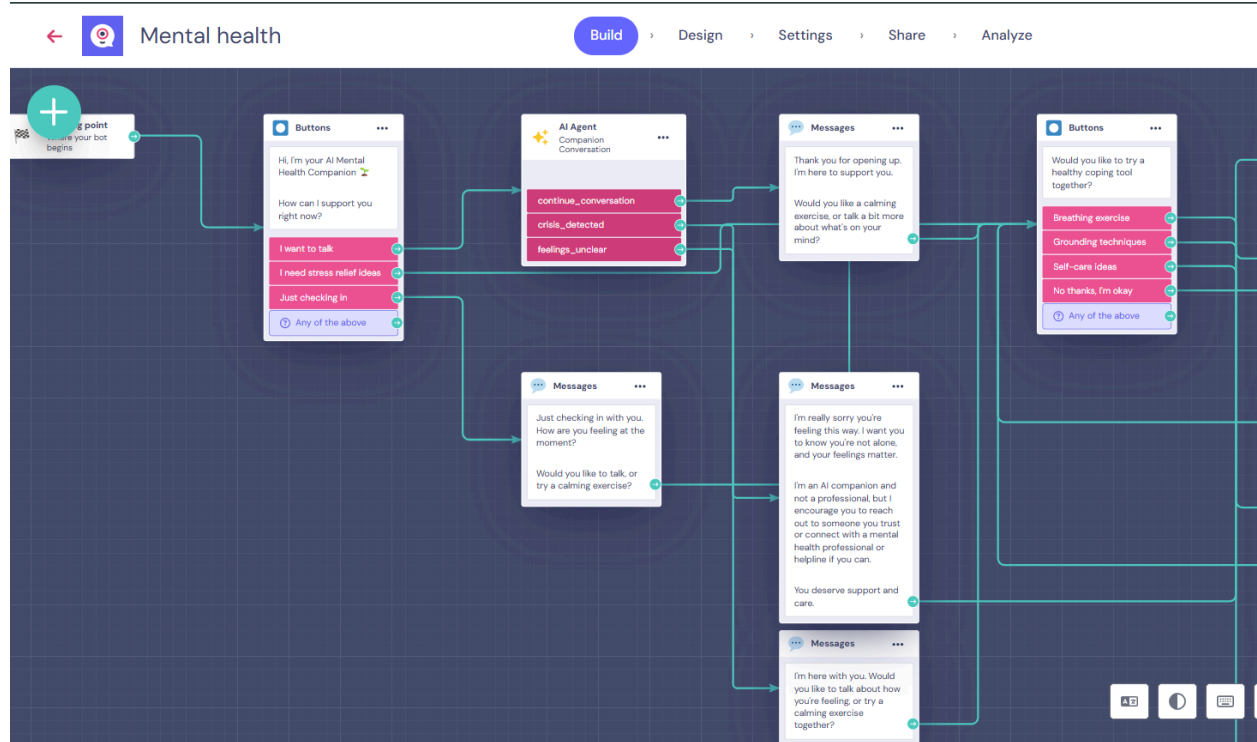 Mental health
Build
Design
Settings
Share
Analyze
g point
where your bot
begins
Buttons
Hi, I'm your AI Mental
Health Companion
How can I support you
right now?
I want to talk
I need stress relief ideas
Just checking in
Any of the above
AI Agent
Companion
Conversation
continue_conversation
crisis_detected
feelings_unclear
Messages
Thank you for opening up.
I'm here to support you.
Would you like a calming
exercise, or talk a bit more
about what's on your
mind?
Buttons
Would you like to try a
healthy coping tool
together?
Breathing exercise
Grounding techniques
Self-care ideas
No thanks, I'm okay
Any of the above
Messages
Just checking in with you.
How are you feeling at the
moment?
Would you like to talk, or
try a calming exercise?
Messages
I'm really sorry you're
feeling this way. I want you
to know you're not alone,
and your feelings matter.
I'm an AI companion and
not a professional, but I
encourage you to reach
out to someone you trust
or connect with a mental
health professional or
helpline if you can.
You deserve support and
care.
Messages
I'm here with you. Would
you like to talk about how
you're feeling, or try a
calming exercise
together?